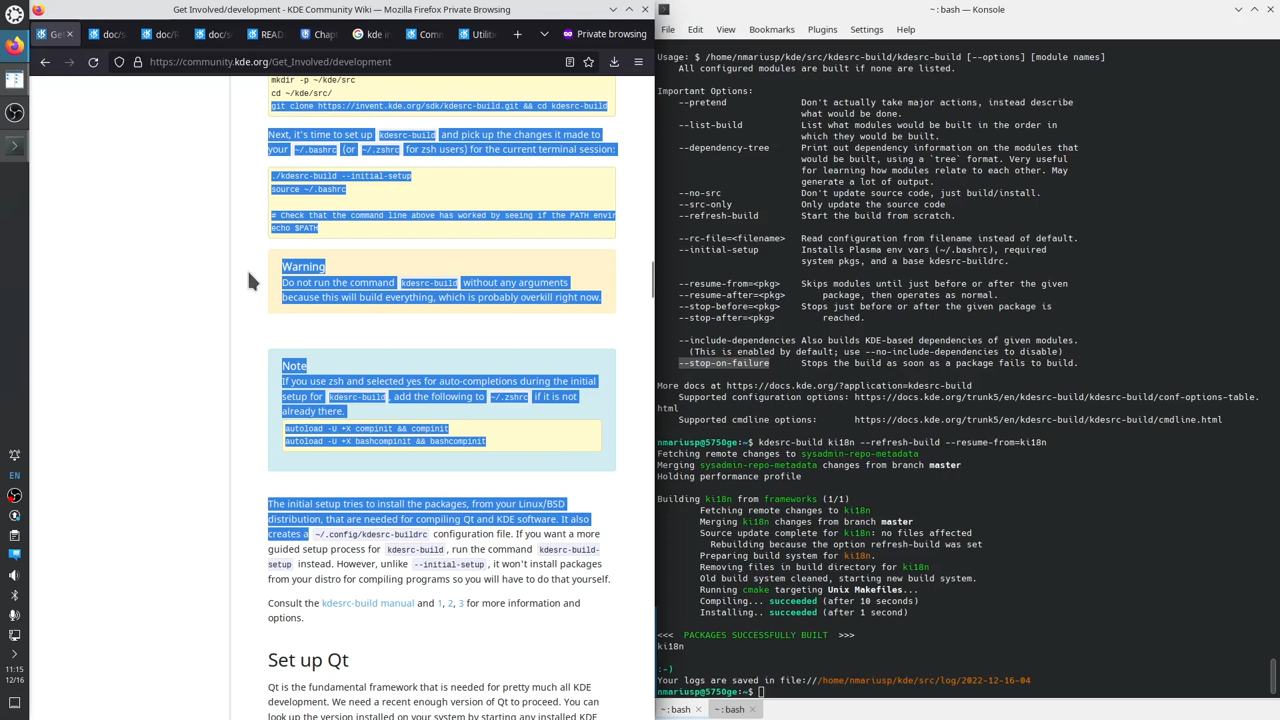 Get Involved/development - KDE Community Wiki — Mozilla Firefox Private Browsing
Get
doc/s
doc/R
doc/so
READ
Chapt
kde in
Comm
Utilitie
Private browsing
https://community.kde.org/Get_Involved/development
mkdir -p ~/kde/src
cd ~/kde/src/
git clone https://invent.kde.org/sdk/kdesrc-build.git && cd kdesrc-build
Next, it's time to set up kdesrc-build and pick up the changes it made to
your ~/.bashrc (or ~/.zshrc for zsh users) for the current terminal session:
./kdesrc-build --initial-setup
source ~/.bashrc
# Check that the command line above has worked by seeing if the PATH envir
echo $PATH
Warning
Do not run the command kdesrc-build without any arguments
because this will build everything, which is probably overkill right now.
Note
If you use zsh and selected yes for auto-completions during the initial
setup for kdesrc-build, add the following to ~/.zshrc if it is not
already there.
autoload -U +X compinit && compinit
autoload -U +X bashcompinit && bashcompinit
The initial setup tries to install the packages, from your Linux/BSD
distribution, that are needed for compiling Qt and KDE software. It also
creates a ~/.config/kdesrc-buildrc configuration file. If you want a more
guided setup process for kdesrc-build, run the command kdesrc-build-
setup instead. However, unlike --initial-setup, it won't install packages
from your distro for compiling programs so you will have to do that yourself.
Consult the kdesrc-build manual and 1, 2, 3 for more information and
options.
Set up Qt
Qt is the fundamental framework that is needed for pretty much all KDE
development. We need a recent enough version of Qt to proceed. You can
look up the version installed on your system by starting any installed KDE
EN
11:15
12/16
~ : bash — Konsole
File Edit View Bookmarks Plugins Settings Help
Usage: $ /home/nmariusp/kde/src/kdesrc-build/kdesrc-build [--options] [module names]
All configured modules are built if none are listed.
Important Options:
--pretend Don't actually take major actions, instead describe
what would be done.
--list-build List what modules would be built in the order in
which they would be built.
--dependency-tree Print out dependency information on the modules that
would be built, using a `tree` format. Very useful
for learning how modules relate to each other. May
generate a lot of output.
--no-src Don't update source code, just build/install.
--src-only Only update the source code
--refresh-build Start the build from scratch.
--rc-file=<filename> Read configuration from filename instead of default.
--initial-setup Installs Plasma env vars (~/.bashrc), required
system pkgs, and a base kdesrc-buildrc.
--resume-from=<pkg> Skips modules until just before or after the given
--resume-after=<pkg> package, then operates as normal.
--stop-before=<pkg> Stops just before or after the given package is
--stop-after=<pkg> reached.
--include-dependencies Also builds KDE-based dependencies of given modules.
(This is enabled by default; use --no-include-dependencies to disable)
--stop-on-failure Stops the build as soon as a package fails to build.
More docs at https://docs.kde.org/?application=kdesrc-build
Supported configuration options: https://docs.kde.org/trunk5/en/kdesrc-build/kdesrc-build/conf-options-table.
html
Supported cmdline options: https://docs.kde.org/trunk5/en/kdesrc-build/kdesrc-build/cmdline.html
nmariusp@5750ge:~$ kdesrc-build ki18n --refresh-build --resume-from=ki18n
Fetching remote changes to sysadmin-repo-metadata
Merging sysadmin-repo-metadata changes from branch master
Holding performance profile
Building ki18n from frameworks (1/1)
Fetching remote changes to ki18n
Merging ki18n changes from branch master
Source update complete for ki18n: no files affected
Rebuilding because the option refresh-build was set
Preparing build system for ki18n.
Removing files in build directory for ki18n
Old build system cleaned, starting new build system.
Running cmake targeting Unix Makefiles...
Compiling... succeeded (after 10 seconds)
Installing.. succeeded (after 1 second)
<<< PACKAGES SUCCESSFULLY BUILT >>>
ki18n
:-)
Your logs are saved in file://home/nmariusp/kde/src/log/2022-12-16-04
nmariusp@5750ge:~$
~ : bash
~ : bash